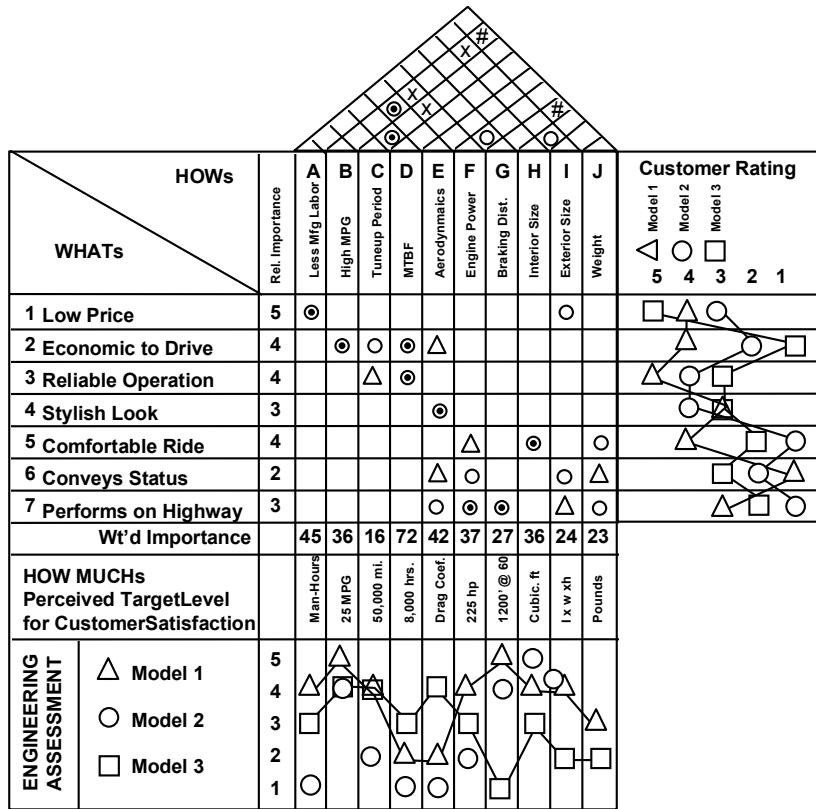 #
x
x
x
#
HOWs
WHATs
Rel. Importance
A B C D E F G H I J
Less Mfg Labor
High MPG
Tuneup Period
MTBF
Aerodynmaics
Engine Power
Braking Dist.
Interior Size
Exterior Size
Weight
Customer Rating
Model 1
Model 2
Model 3
5 4 3 2 1
1 Low Price 5
2 Economic to Drive 4
3 Reliable Operation 4
4 Stylish Look 3
5 Comfortable Ride 4
6 Conveys Status 2
7 Performs on Highway 3
Wt'd Importance 45 36 16 72 42 37 27 36 24 23
HOW MUCHs
Perceived TargetLevel
for CustomerSatisfaction
Man-Hours
25 MPG
50,000 mi.
8,000 hrs.
Drag Coef.
225 hp
1200' @ 60
Cubic. ft
l x w xh
Pounds
ENGINEERING
ASSESSMENT
Model 1
Model 2
Model 3
5
4
3
2
1